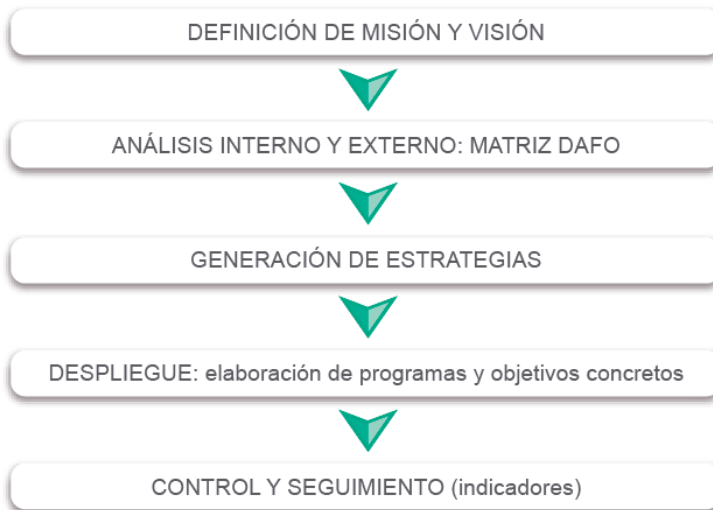 DEFINICIÓN DE MISIÓN Y VISIÓN
ANÁLISIS INTERNO Y EXTERNO: MATRIZ DAFO
GENERACIÓN DE ESTRATEGIAS
DESPLIEGUE: elaboración de programas y objetivos concretos
CONTROL Y SEGUIMIENTO (indicadores)